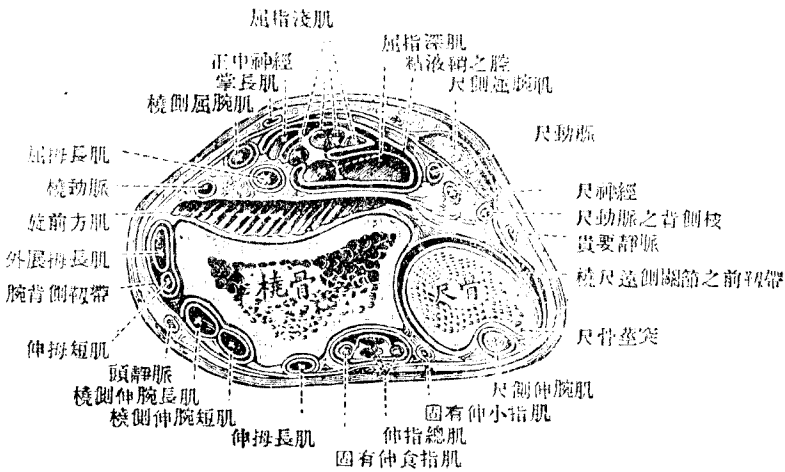 屈指淺肌
正中神經
掌長肌
橈側屈腕肌
屈指深肌
粘液鞘之腔
尺側屈腕肌
尺動脈
屈拇長肌
橈動脈
旋前方肌
外展拇長肌
腕背側韌帶
伸拇短肌
頭靜脈
橈側伸腕長肌
橈側伸腕短肌
伸拇長肌
固有伸食指肌
伸指總肌
固有伸小指肌
尺側伸腕肌
尺骨莖突
橈尺遠側關節之前韌帶
貴要靜脈
尺動脈之背側枝
尺神經
橈骨
尺骨